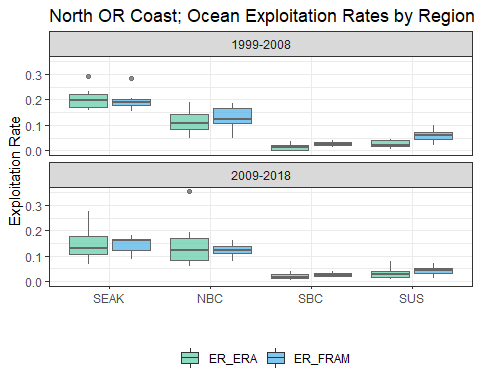 North OR Coast; Ocean Exploitation Rates by Region
1999-2008
0.3
0.2
0.1
0.0
Exploitation Rate
2009-2018
0.3
0.2
0.1
0.0
SEAK NBC SBC SUS
ER_ERA ER_FRAM